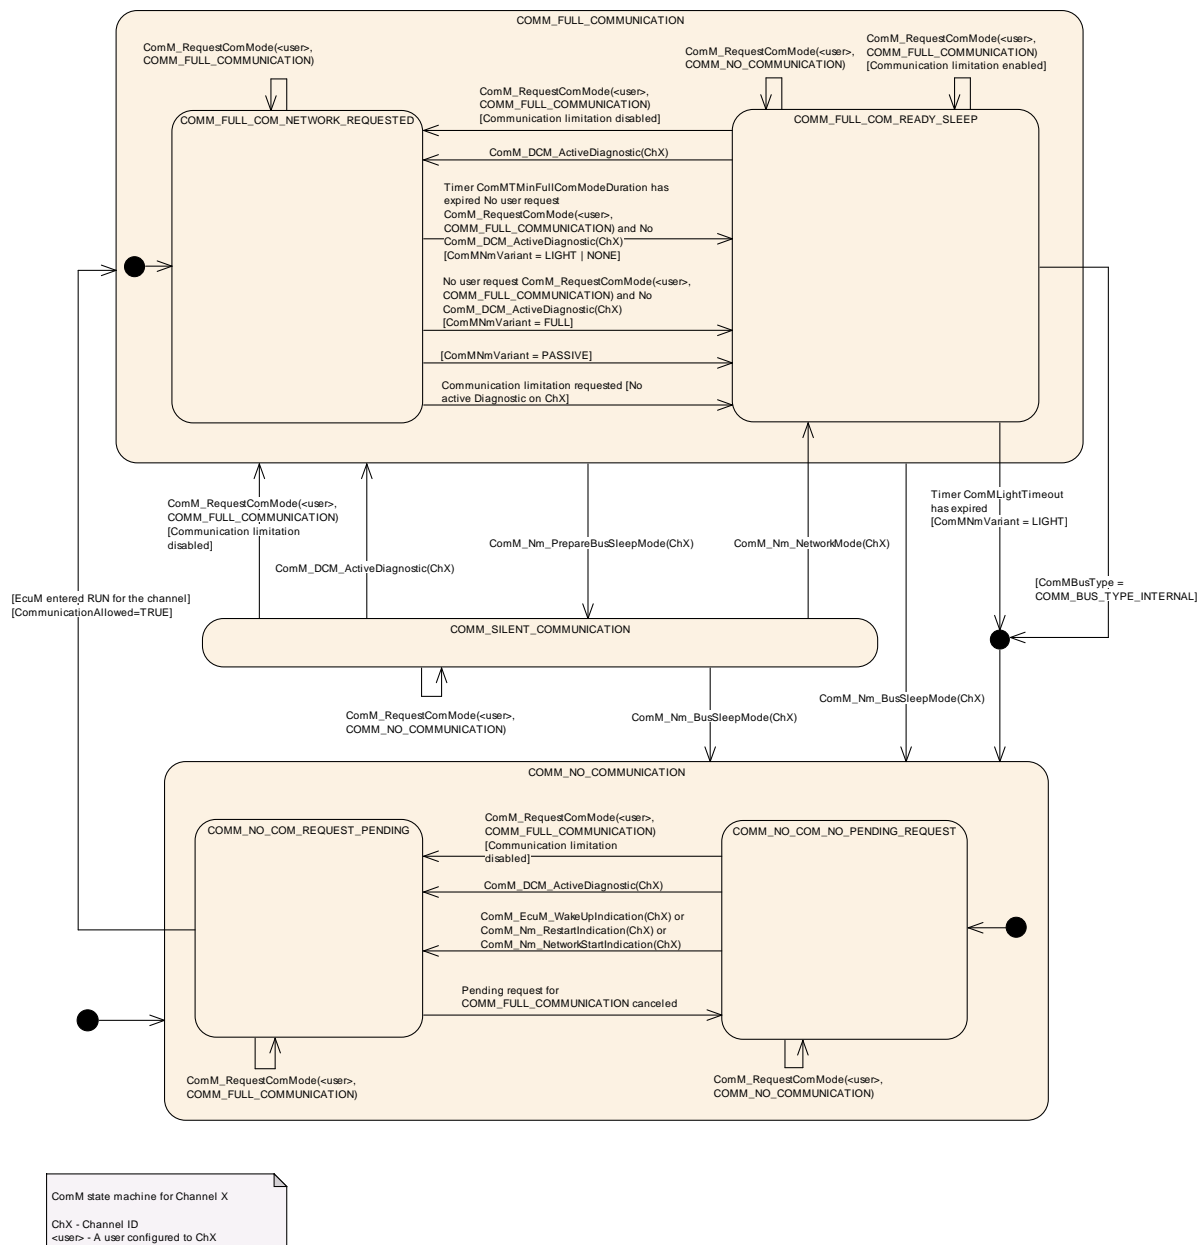 COMM_FULL_COMMUNICATION
ComM_RequestComMode(<user>,
COMM_FULL_COMMUNICATION)
ComM_RequestComMode(<user>,
COMM_NO_COMMUNICATION)
ComM_RequestComMode(<user>,
COMM_FULL_COMMUNICATION)
[Communication limitation enabled]
COMM_FULL_COM_NETWORK_REQUESTED
COMM_FULL_COM_READY_SLEEP
ComM_RequestComMode(<user>,
COMM_FULL_COMMUNICATION)
[Communication limitation disabled]
ComM_DCM_ActiveDiagnostic(ChX)
Timer ComMTMinFullComModeDuration has
expired No user request
ComM_RequestComMode(<user>,
COMM_FULL_COMMUNICATION) and No
ComM_DCM_ActiveDiagnostic(ChX)
[ComMNmVariant = LIGHT | NONE]
No user request ComM_RequestComMode(<user>,
COMM_FULL_COMMUNICATION) and No
ComM_DCM_ActiveDiagnostic(ChX)
[ComMNmVariant = FULL]
[ComMNmVariant = PASSIVE]
Communication limitation requested [No
active Diagnostic on ChX]
ComM_RequestComMode(<user>,
COMM_FULL_COMMUNICATION)
[Communication limitation
disabled]
ComM_DCM_ActiveDiagnostic(ChX)
ComM_Nm_PrepareBusSleepMode(ChX)
ComM_Nm_NetworkMode(ChX)
Timer ComMLightTimeout
has expired
[ComMNmVariant = LIGHT]
[EcuM entered RUN for the channel]
[CommunicationAllowed=TRUE]
[ComMBusType =
COMM_BUS_TYPE_INTERNAL]
COMM_SILENT_COMMUNICATION
ComM_RequestComMode(<user>,
COMM_NO_COMMUNICATION)
ComM_Nm_BusSleepMode(ChX)
ComM_Nm_BusSleepMode(ChX)
COMM_NO_COMMUNICATION
COMM_NO_COM_REQUEST_PENDING
COMM_NO_COM_NO_PENDING_REQUEST
ComM_RequestComMode(<user>,
COMM_FULL_COMMUNICATION)
[Communication limitation
disabled]
ComM_DCM_ActiveDiagnostic(ChX)
ComM_EcuM_WakeUpIndication(ChX) or
ComM_Nm_RestartIndication(ChX) or
ComM_Nm_NetworkStartIndication(ChX)
Pending request for
COMM_FULL_COMMUNICATION canceled
ComM_RequestComMode(<user>,
COMM_FULL_COMMUNICATION)
ComM_RequestComMode(<user>,
COMM_NO_COMMUNICATION)
ComM state machine for Channel X
ChX - Channel ID
<user> - A user configured to ChX